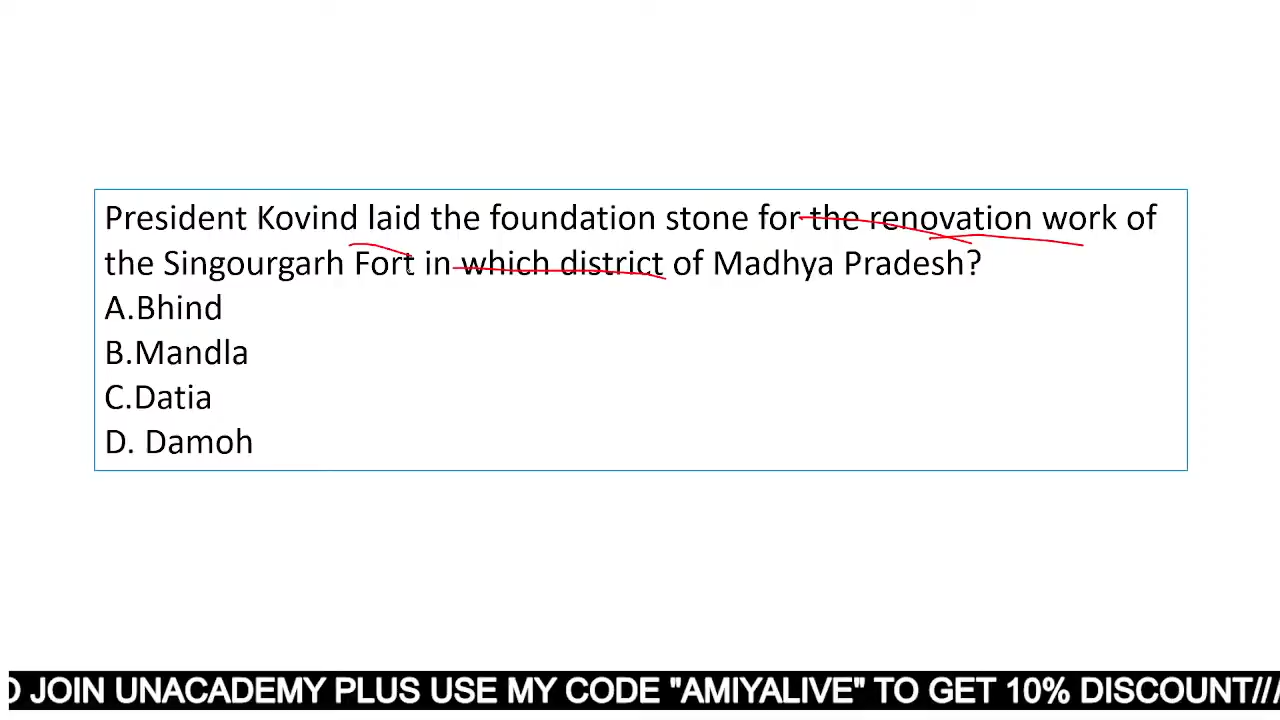 President Kovind laid the foundation stone for the renovation work of
the Singourgarh Fort in which district of Madhya Pradesh?
A.Bhind
B.Mandla
C.Datia
D. Damoh
JOIN UNACADEMY PLUS USE MY CODE "AMIYALIVE" TO GET 10% DISCOUNT///